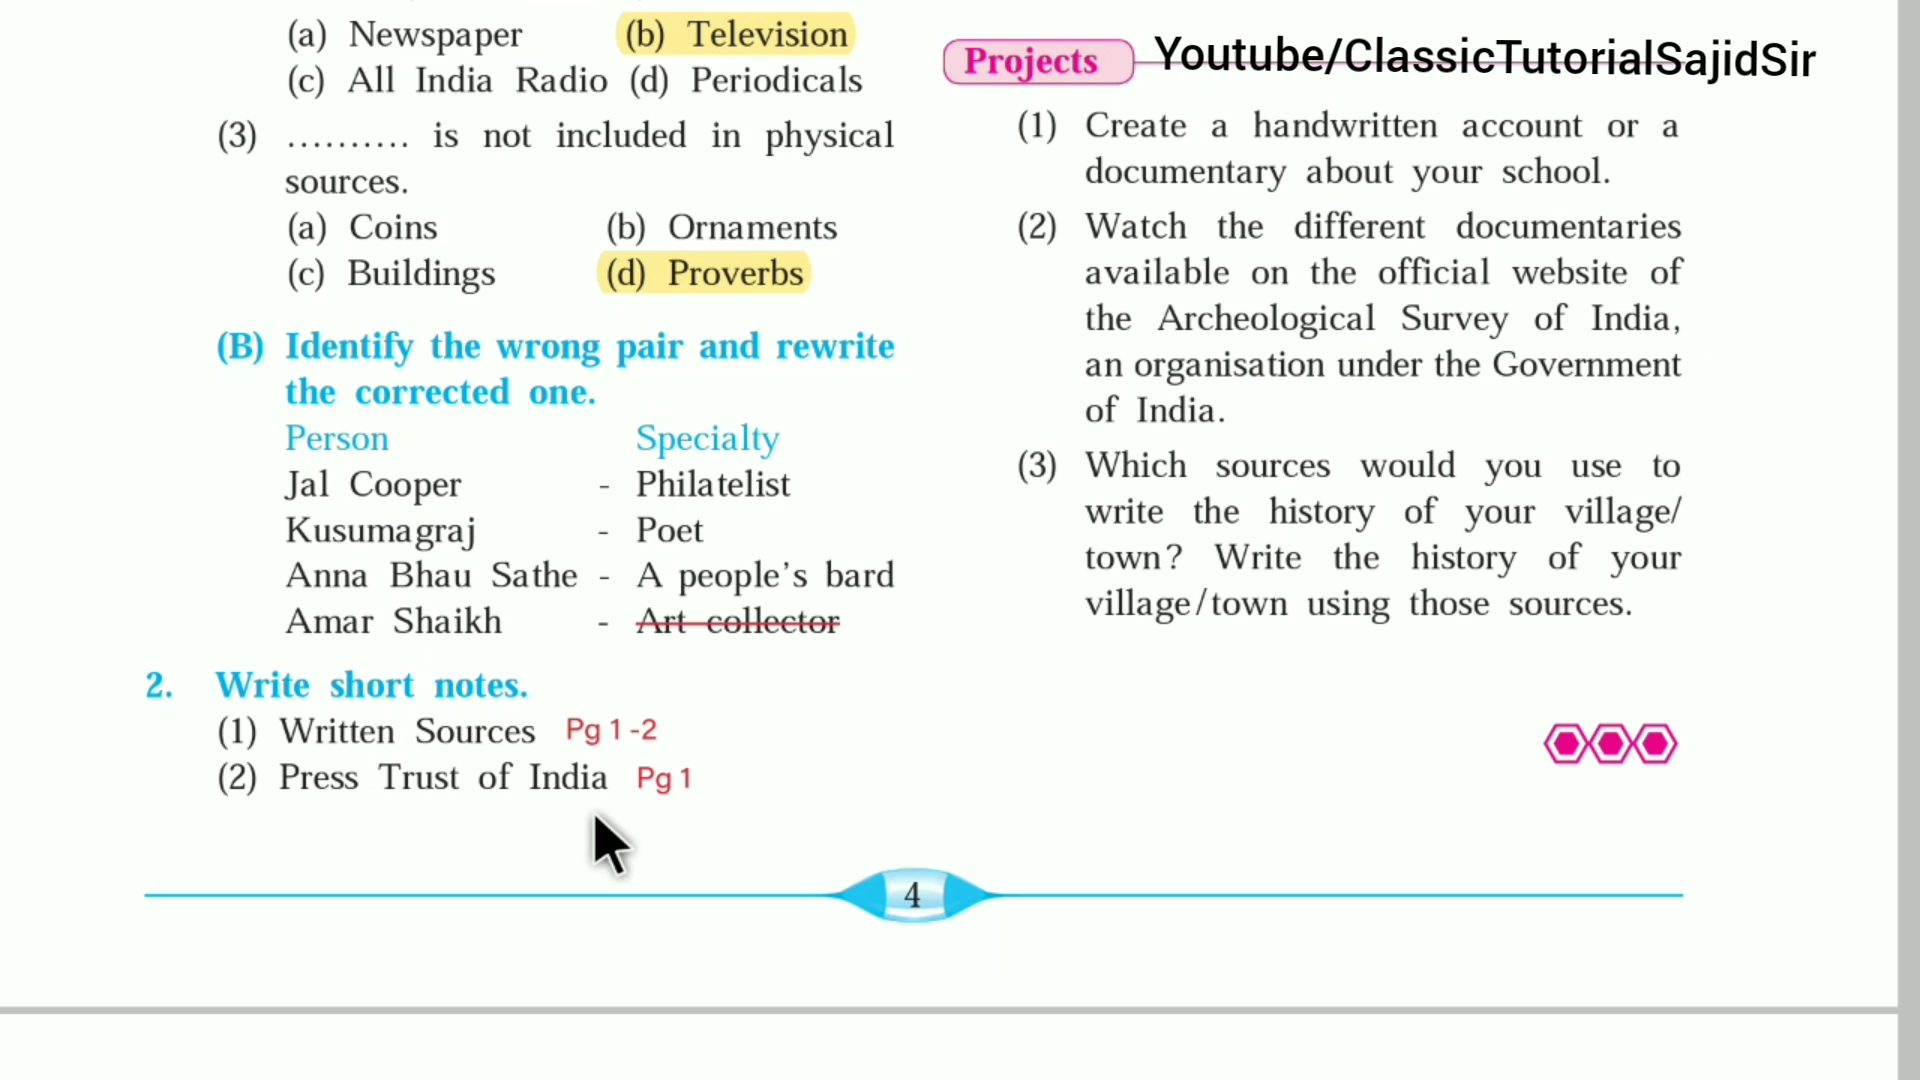 (a) Newspaper (b) Television
(c) All India Radio (d) Periodicals
(3) .......... is not included in physical
sources.
(a) Coins (b) Ornaments
(c) Buildings (d) Proverbs
(B) Identify the wrong pair and rewrite
the corrected one.
Person Specialty
Jal Cooper - Philatelist
Kusumagraj - Poet
Anna Bhau Sathe - A people's bard
Amar Shaikh - Art collector
2. Write short notes.
(1) Written Sources Pg 1 -2
(2) Press Trust of India Pg 1
Projects Youtube/ClassicTutorialSajidSir
(1) Create a handwritten account or a
documentary about your school.
(2) Watch the different documentaries
available on the official website of
the Archeological Survey of India,
an organisation under the Government
of India.
(3) Which sources would you use to
write the history of your village/
town? Write the history of your
village/town using those sources.
4